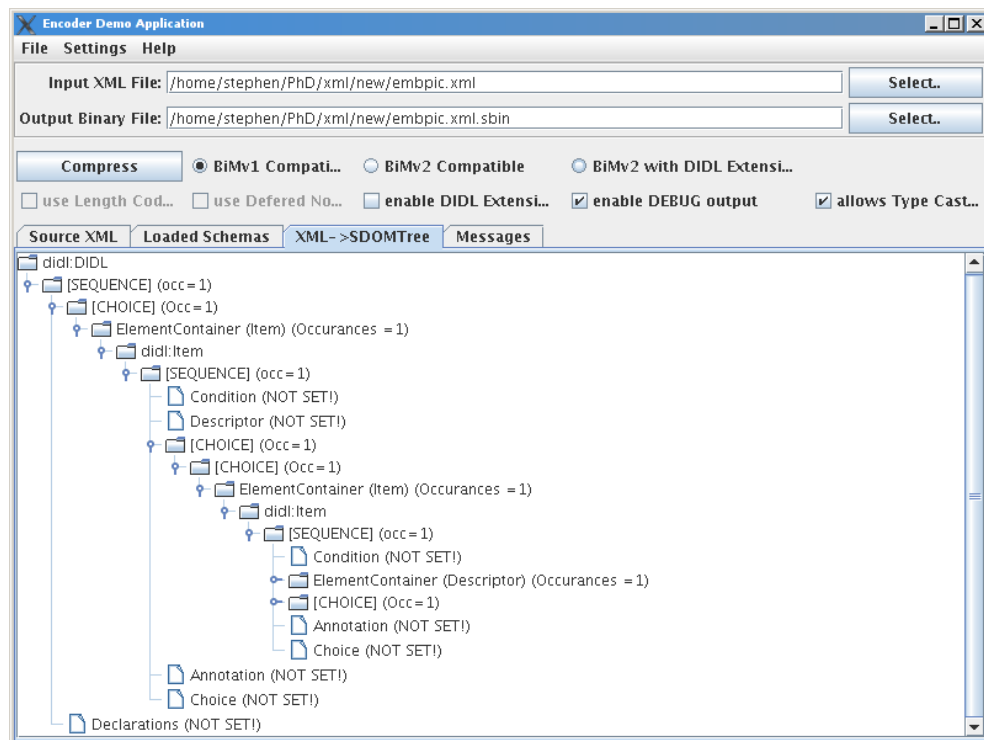 Encoder Demo Application
File Settings Help
Input XML File: /home/stephen/PhD/xml/new/embpic.xml Select..
Output Binary File: /home/stephen/PhD/xml/new/embpic.xml.sbin Select..
Compress BiMv1 Compati... BiMv2 Compatible BiMv2 with DIDL Extensi...
use Length Cod... use Defered No... enable DIDL Extensi... enable DEBUG output allows Type Cast...
Source XML Loaded Schemas XML->SDOMTree Messages
didl:DIDL
[SEQUENCE] (occ=1)
[CHOICE] (Occ=1)
ElementContainer (Item) (Occurances =1)
didl:Item
[SEQUENCE] (occ=1)
Condition (NOT SET!)
Descriptor (NOT SET!)
[CHOICE] (Occ=1)
[CHOICE] (Occ=1)
ElementContainer (Item) (Occurances =1)
didl:Item
[SEQUENCE] (occ=1)
Condition (NOT SET!)
ElementContainer (Descriptor) (Occurances =1)
[CHOICE] (Occ=1)
Annotation (NOT SET!)
Choice (NOT SET!)
Annotation (NOT SET!)
Choice (NOT SET!)
Declarations (NOT SET!)